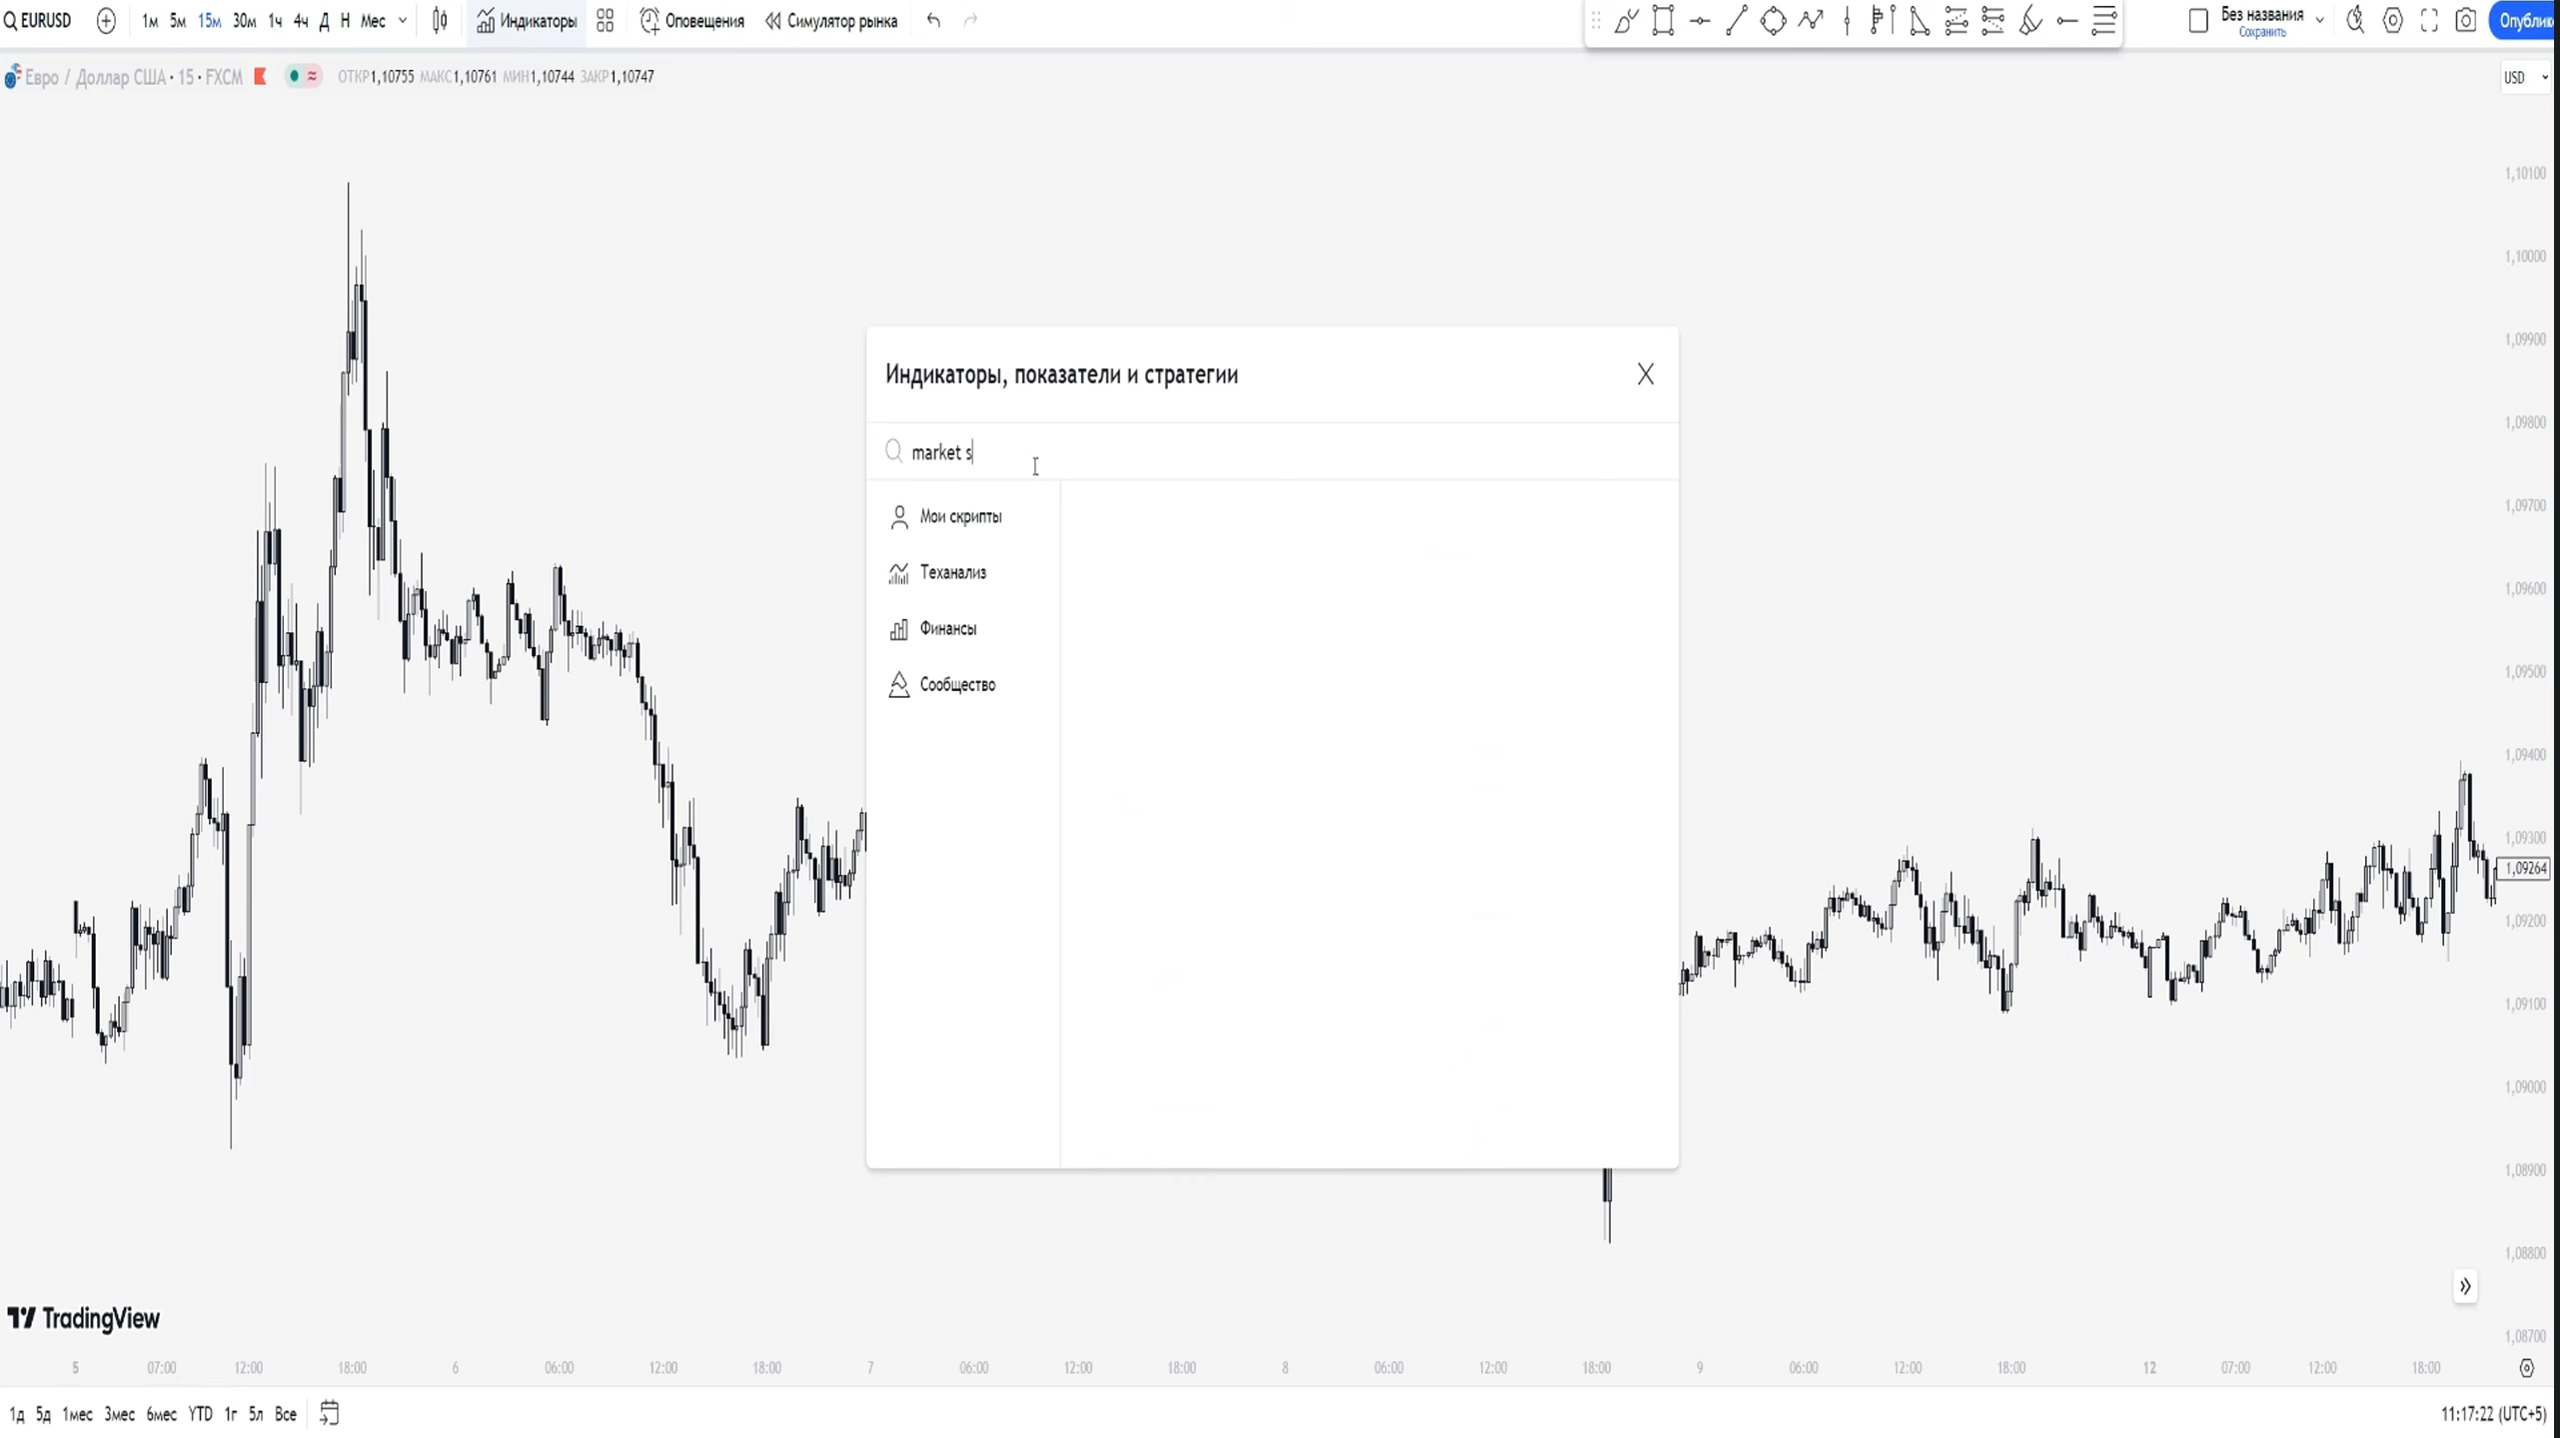 EURUSD 1м 5м 15м 30м 1ч 4ч Д Н Мес Индикаторы Оповещения Симулятор рынка Без названия Опублик
Сохранить
Евро / Доллар США · 15 · FXCM ОТКР1,10755 МАКС1,10761 МИН1,10744 ЗАКР1,10747 USD
1,10100
1,10000
1,09900
Индикаторы, показатели и стратегии
1,09800
market s
1,09700
Мои скрипты
Теханализ
1,09600
Финансы
1,09500
Сообщество
1,09400
1,09300
1,09264
1,09200
1,09100
1,09000
1,08900
1,08800
TradingView
1,08700
5 07:00 12:00 18:00 6 06:00 12:00 18:00 7 06:00 12:00 18:00 8 06:00 12:00 18:00 9 06:00 12:00 18:00 12 07:00 12:00 18:00
1д 5д 1мес 3мес 6мес YTD 1г 5л Все 11:17:22 (UTC+5)